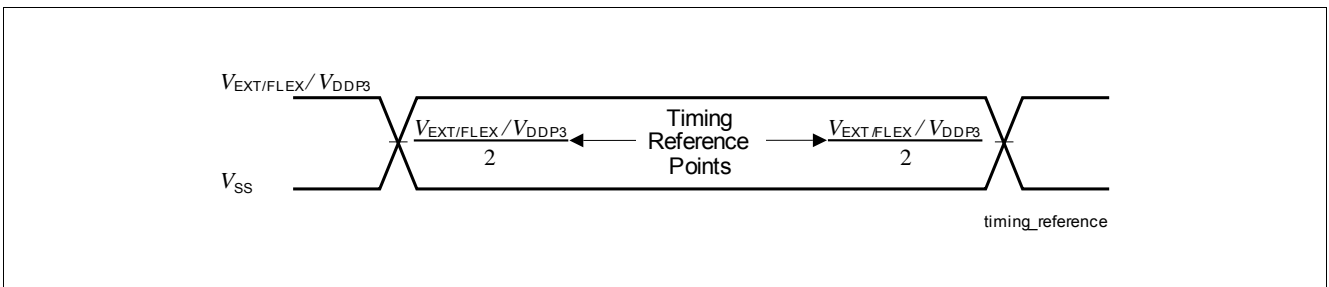 VEXT/FLEX/VDDP3
VEXT/FLEX/VDDP3
2
Timing
Reference
Points
VEXT/FLEX/VDDP3
2
VSS
timing_reference